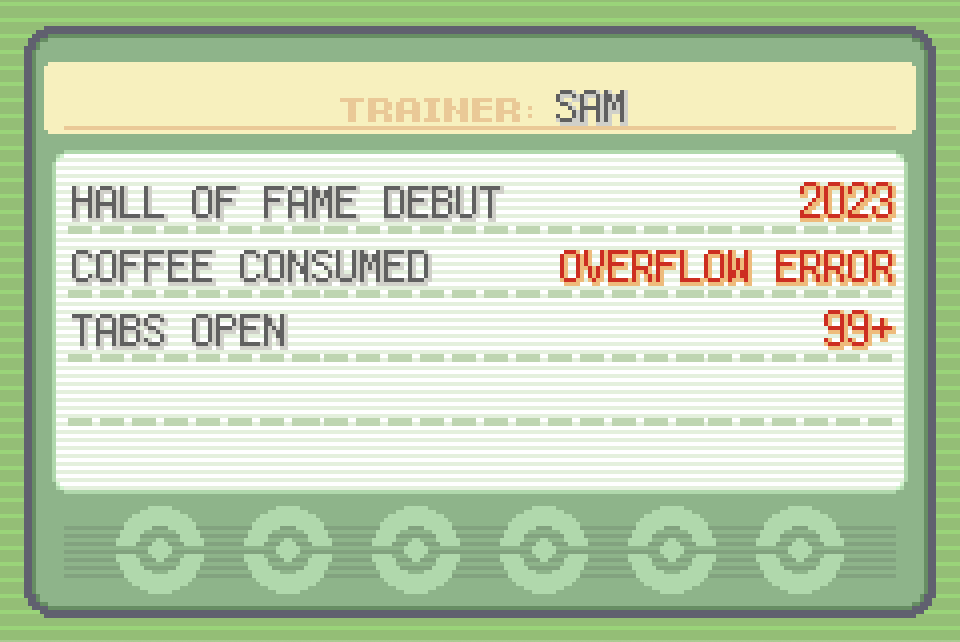 TRAINER: SAM
HALL OF FAME DEBUT 2023
COFFEE CONSUMED OVERFLOW ERROR
TABS OPEN 99+